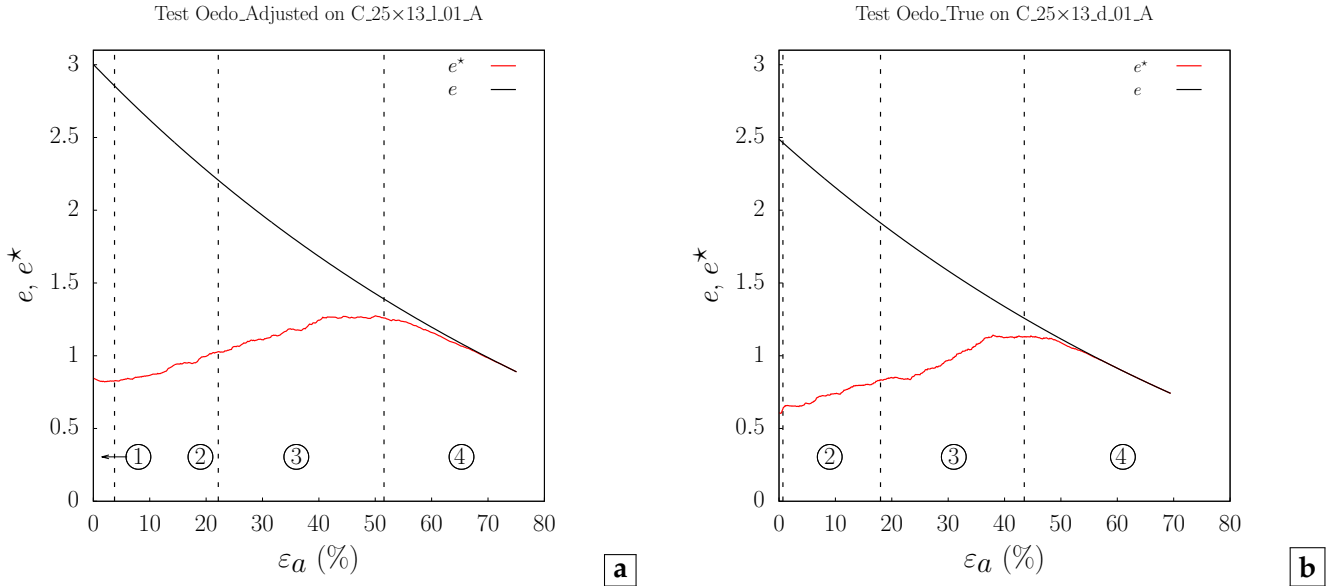 Test Oedo_Adjusted on C_25×13_l_01_A
e, e★
3
2.5
2
1.5
1
0.5
0
e★
e
① ② ③ ④
0 10 20 30 40 50 60 70 80
εa (%)
a
Test Oedo_True on C_25×13_d_01_A
e, e★
3
2.5
2
1.5
1
0.5
0
e★
e
② ③ ④
0 10 20 30 40 50 60 70 80
εa (%)
b